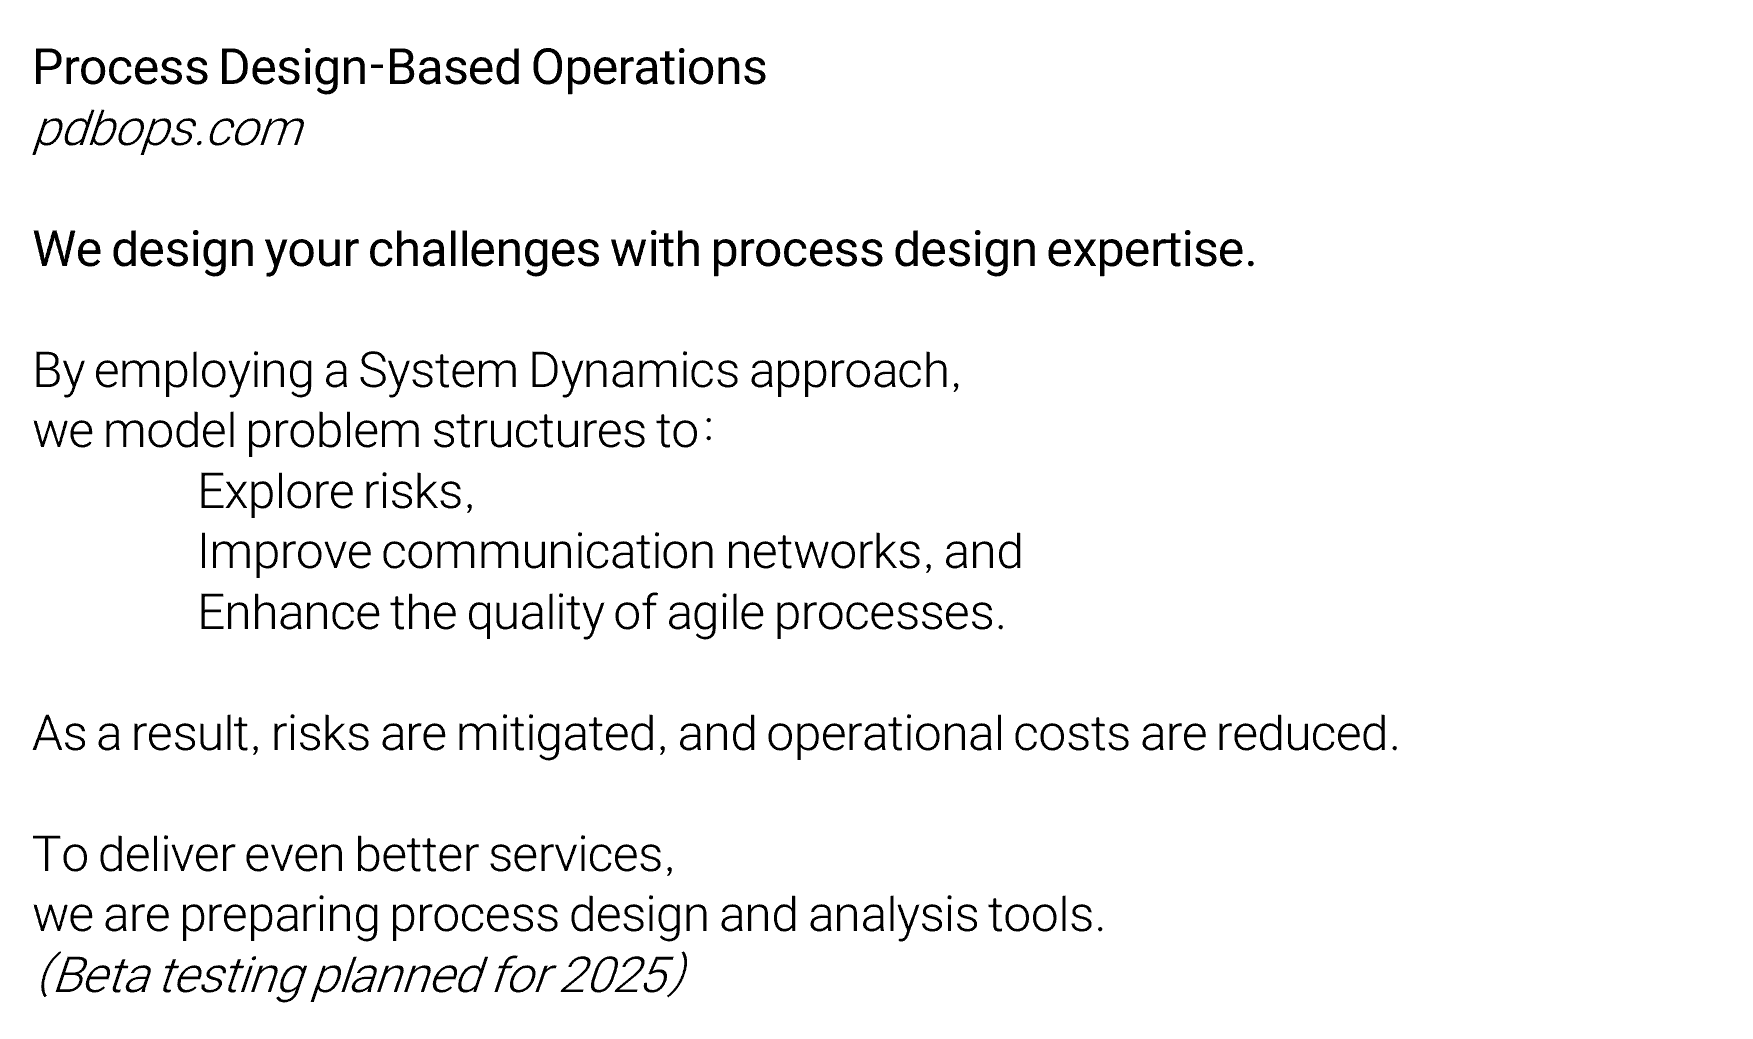 Process Design-Based Operations
pdbops.com
We design your challenges with process design expertise.
By employing a System Dynamics approach,
we model problem structures to:
Explore risks,
Improve communication networks, and
Enhance the quality of agile processes.
As a result, risks are mitigated, and operational costs are reduced.
To deliver even better services,
we are preparing process design and analysis tools.
(Beta testing planned for 2025)